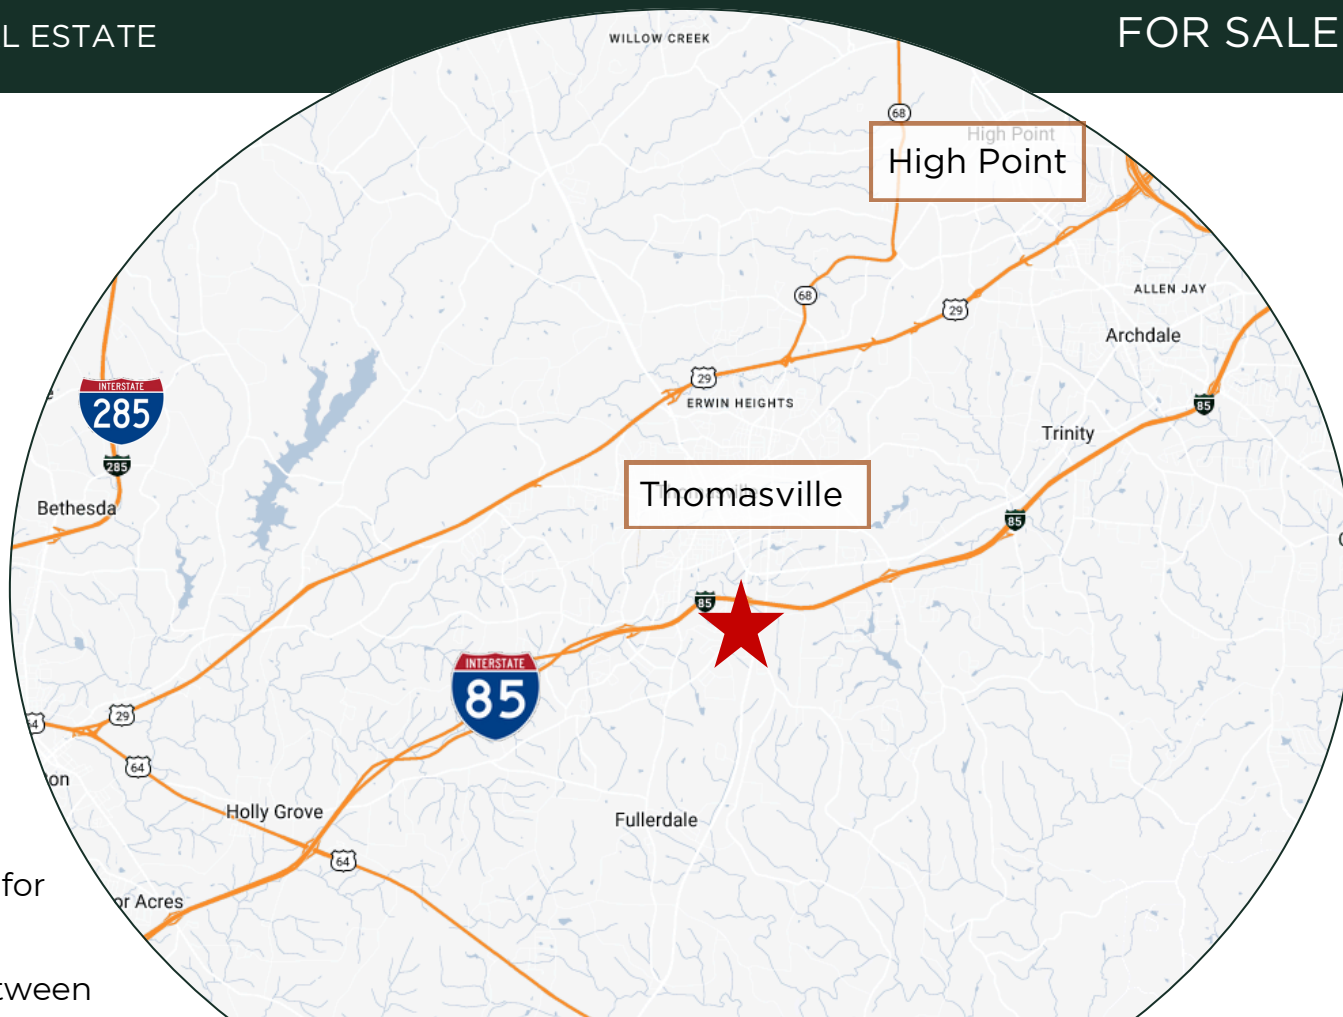 L ESTATE
FOR SALE
WILLOW CREEK
68
High Point
High Point
ALLEN JAY
68
29
Archdale
29
INTERSTATE
285
ERWIN HEIGHTS
85
Trinity
285
Thomasville
Bethesda
85
85
INTERSTATE
85
29
64
64
on
Holly Grove
Fullerdale
64
for
or Acres
tween